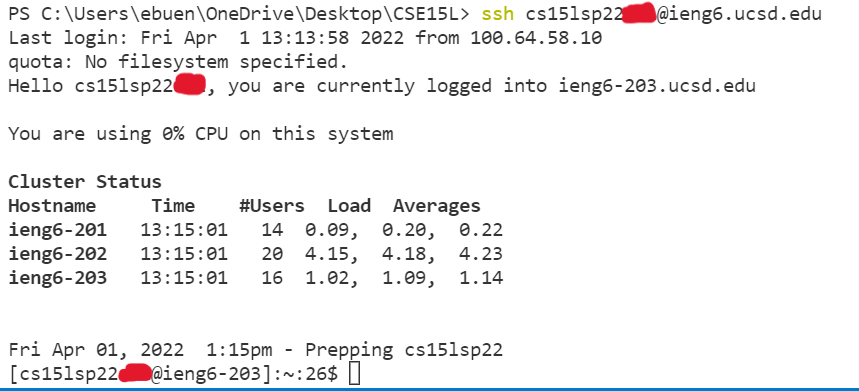 PS C:\Users\ebuen\OneDrive\Desktop\CSE15L> ssh cs15lsp22@ieng6.ucsd.edu
Last login: Fri Apr  1 13:13:58 2022 from 100.64.58.10
quota: No filesystem specified.
Hello cs15lsp22, you are currently logged into ieng6-203.ucsd.edu
You are using 0% CPU on this system
Cluster Status
Hostname     Time    #Users  Load  Averages
ieng6-201   13:15:01   14  0.09,  0.20,  0.22
ieng6-202   13:15:01   20  4.15,  4.18,  4.23
ieng6-203   13:15:01   16  1.02,  1.09,  1.14
Fri Apr 01, 2022  1:15pm - Prepping cs15lsp22
[cs15lsp22@ieng6-203]:~:26$